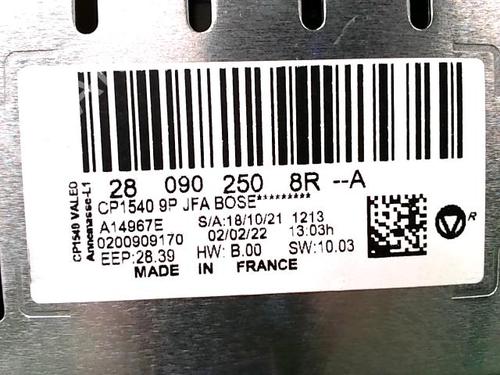 28 090 250 8R --A
CP1540 9P JFA BOSE*********
A14967E S/A:18/10/21 1213
0200909170 02/02/22 13:03h
EEP:28.39 HW: B.00 SW:10.03
MADE IN FRANCE
CP1540 VALEO
Annemasse-L1
V R